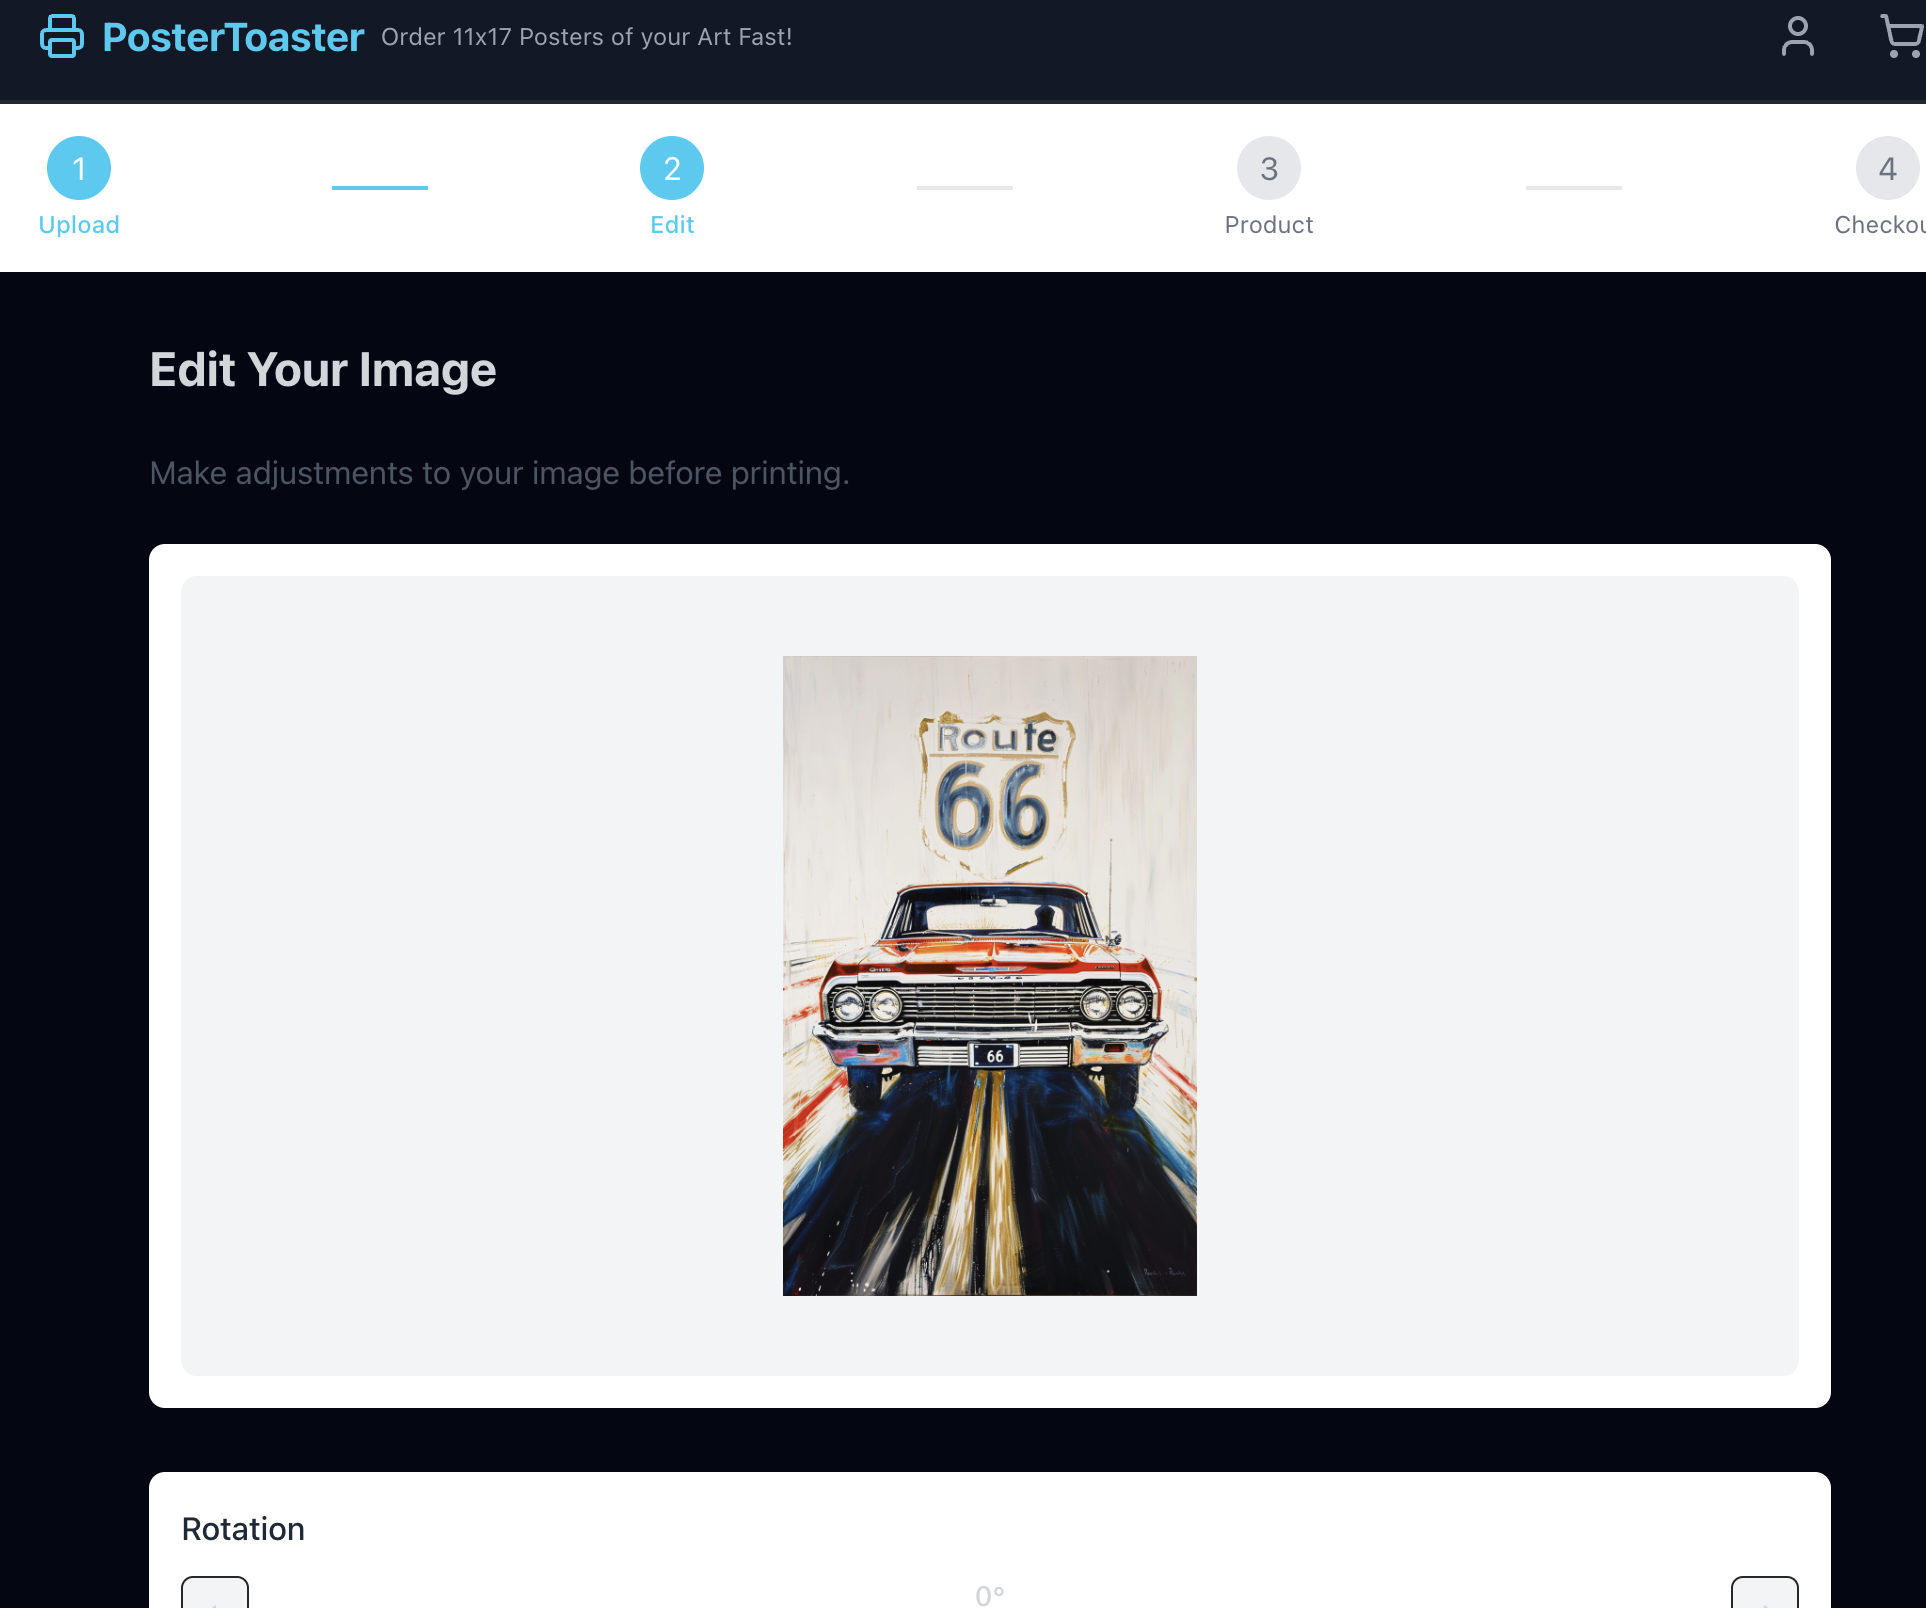 PosterToaster Order 11x17 Posters of your Art Fast!
1 2 3 4
Upload Edit Product Checkou
Edit Your Image
Make adjustments to your image before printing.
Route
66
66
Rotation
0°